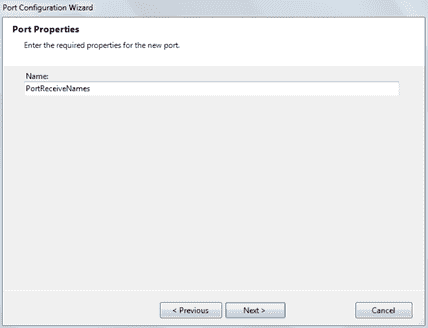 Port Configuration Wizard
Port Properties
Enter the required properties for the new port.
Name:
PortReceiveNames
< Previous
Next >
Cancel